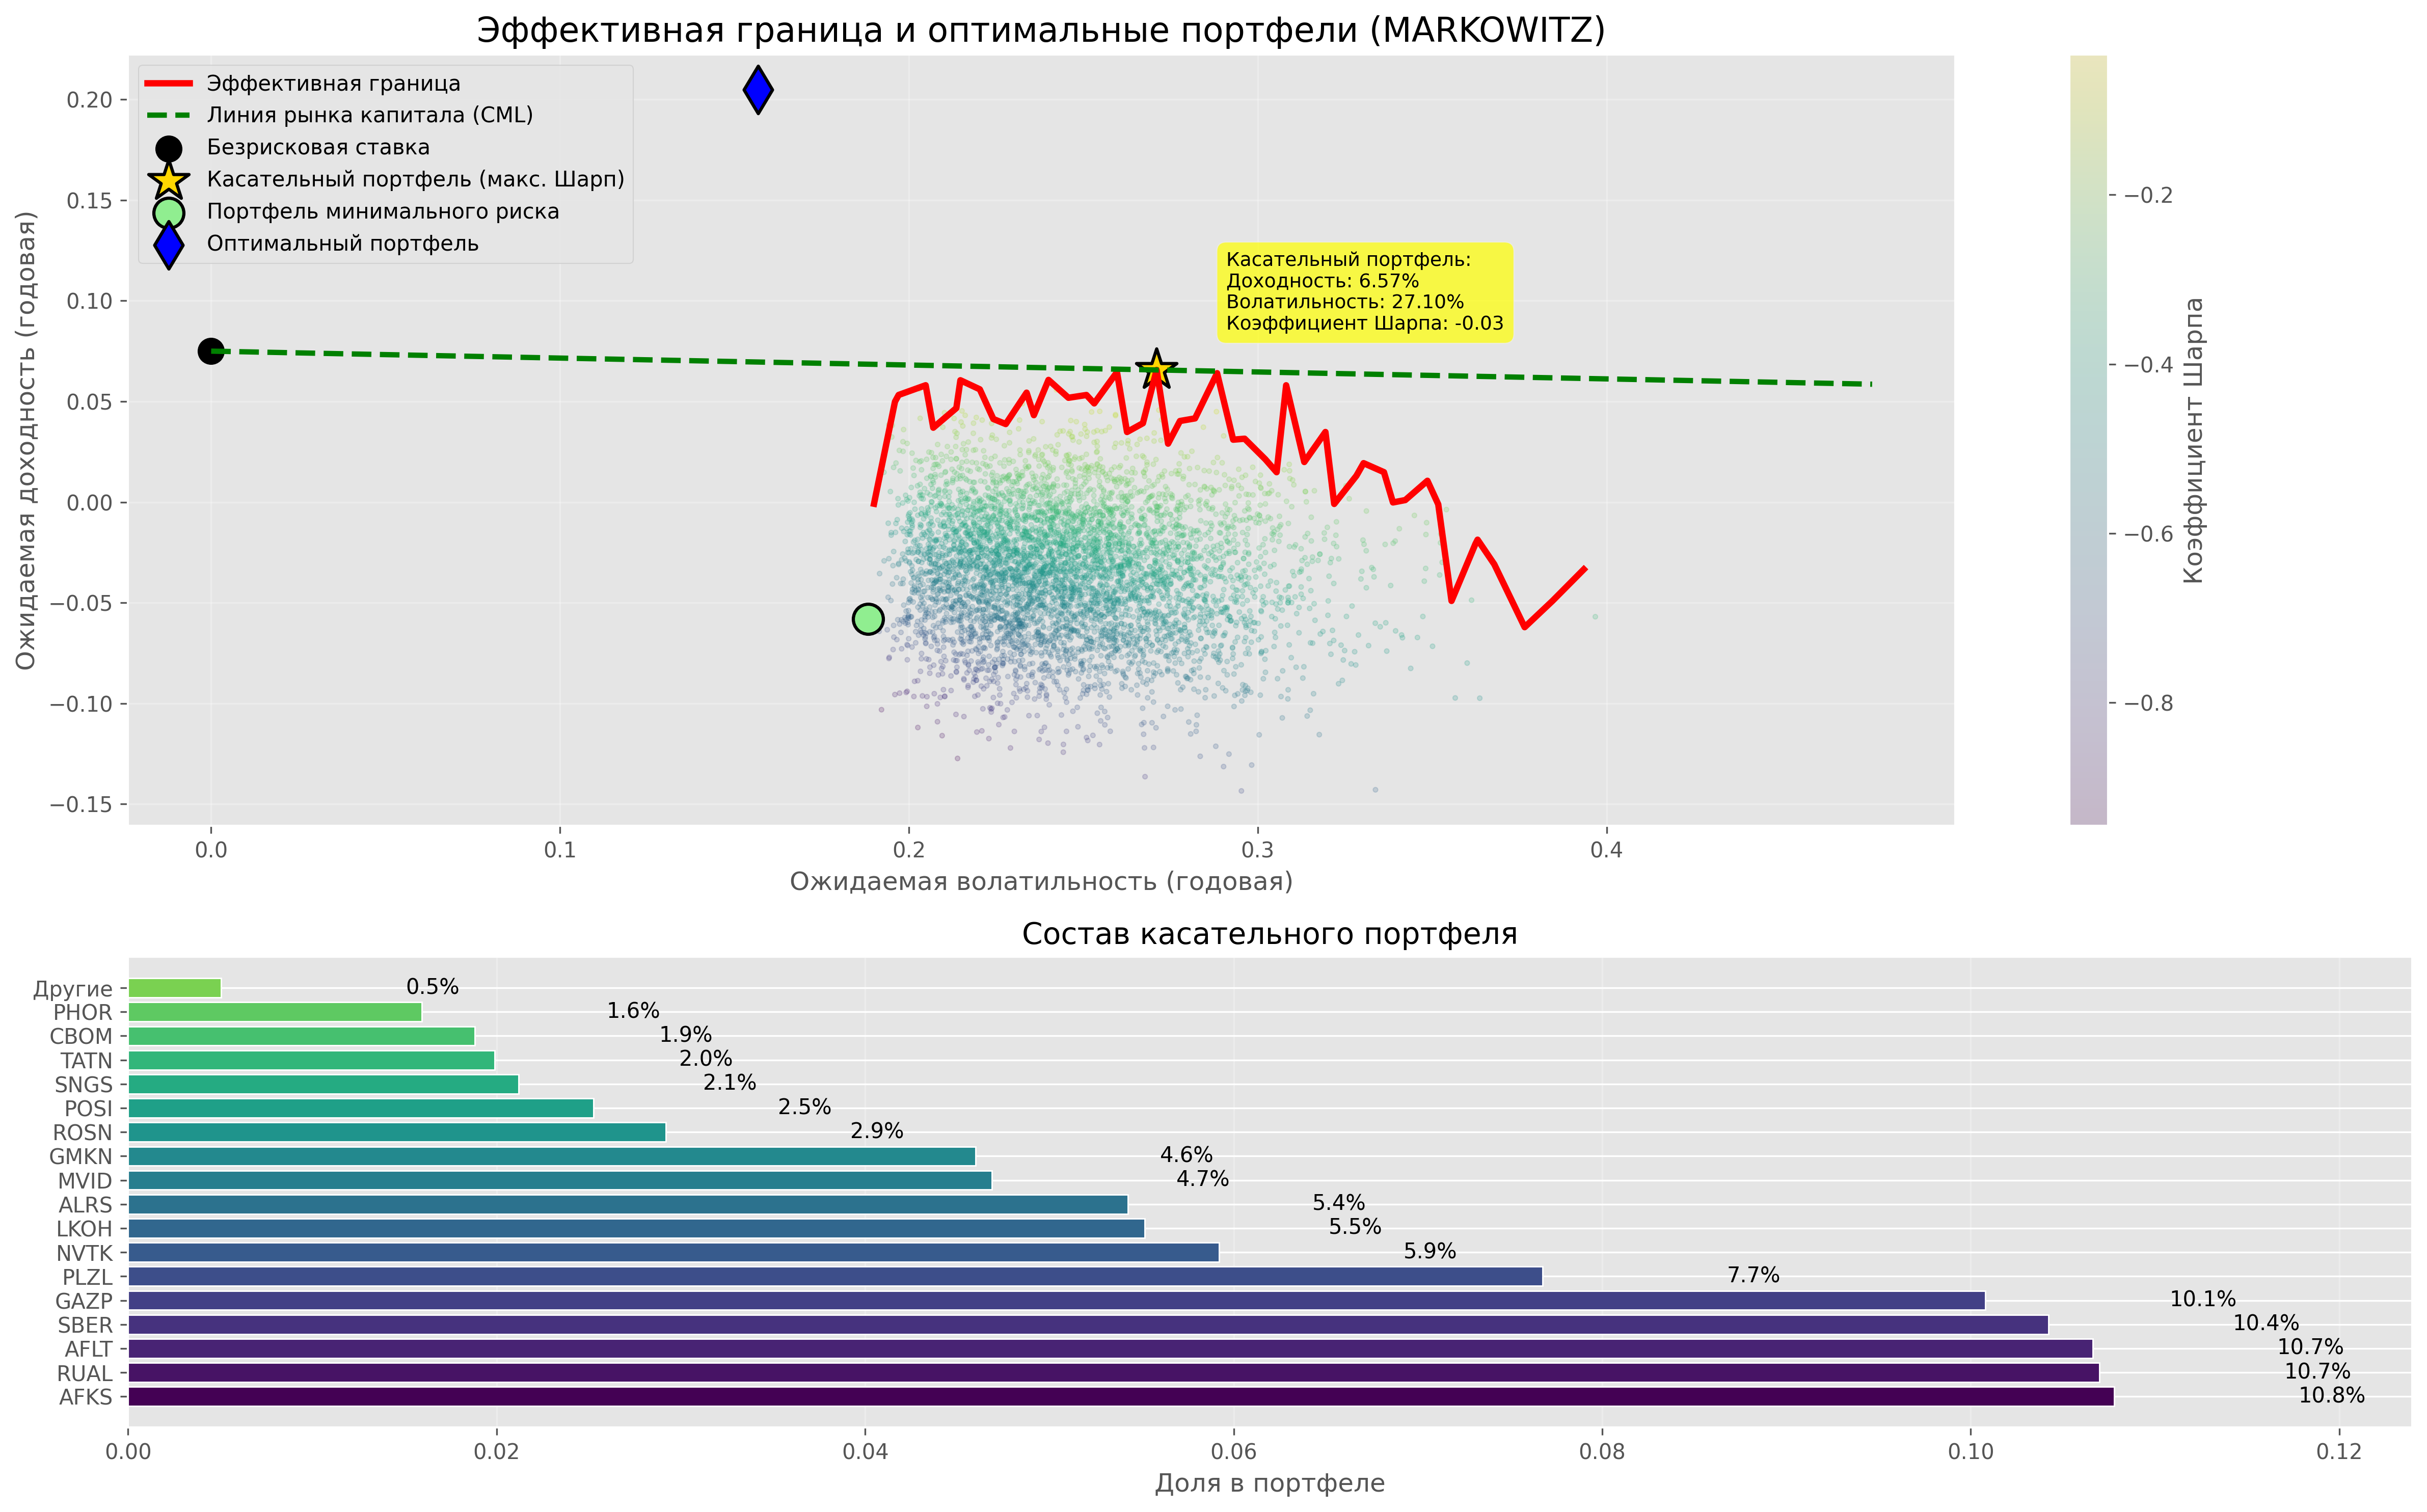 Эффективная граница и оптимальные портфели (MARKOWITZ)
Эффективная граница
Линия рынка капитала (CML)
Безрисковая ставка
Касательный портфель (макс. Шарп)
Портфель минимального риска
Оптимальный портфель
Касательный портфель:
Доходность: 6.57%
Волатильность: 27.10%
Коэффициент Шарпа: -0.03
Ожидаемая доходность (годовая)
0.20
0.15
0.10
0.05
0.00
−0.05
−0.10
−0.15
0.0
0.1
0.2
0.3
0.4
Ожидаемая волатильность (годовая)
−0.2
−0.4
−0.6
−0.8
Коэффициент Шарпа
Состав касательного портфеля
Другие 0.5%
PHOR 1.6%
CBOM 1.9%
TATN 2.0%
SNGS 2.1%
POSI 2.5%
ROSN 2.9%
GMKN 4.6%
MVID 4.7%
ALRS 5.4%
LKOH 5.5%
NVTK 5.9%
PLZL 7.7%
GAZP 10.1%
SBER 10.4%
AFLT 10.7%
RUAL 10.7%
AFKS 10.8%
0.00
0.02
0.04
0.06
0.08
0.10
0.12
Доля в портфеле